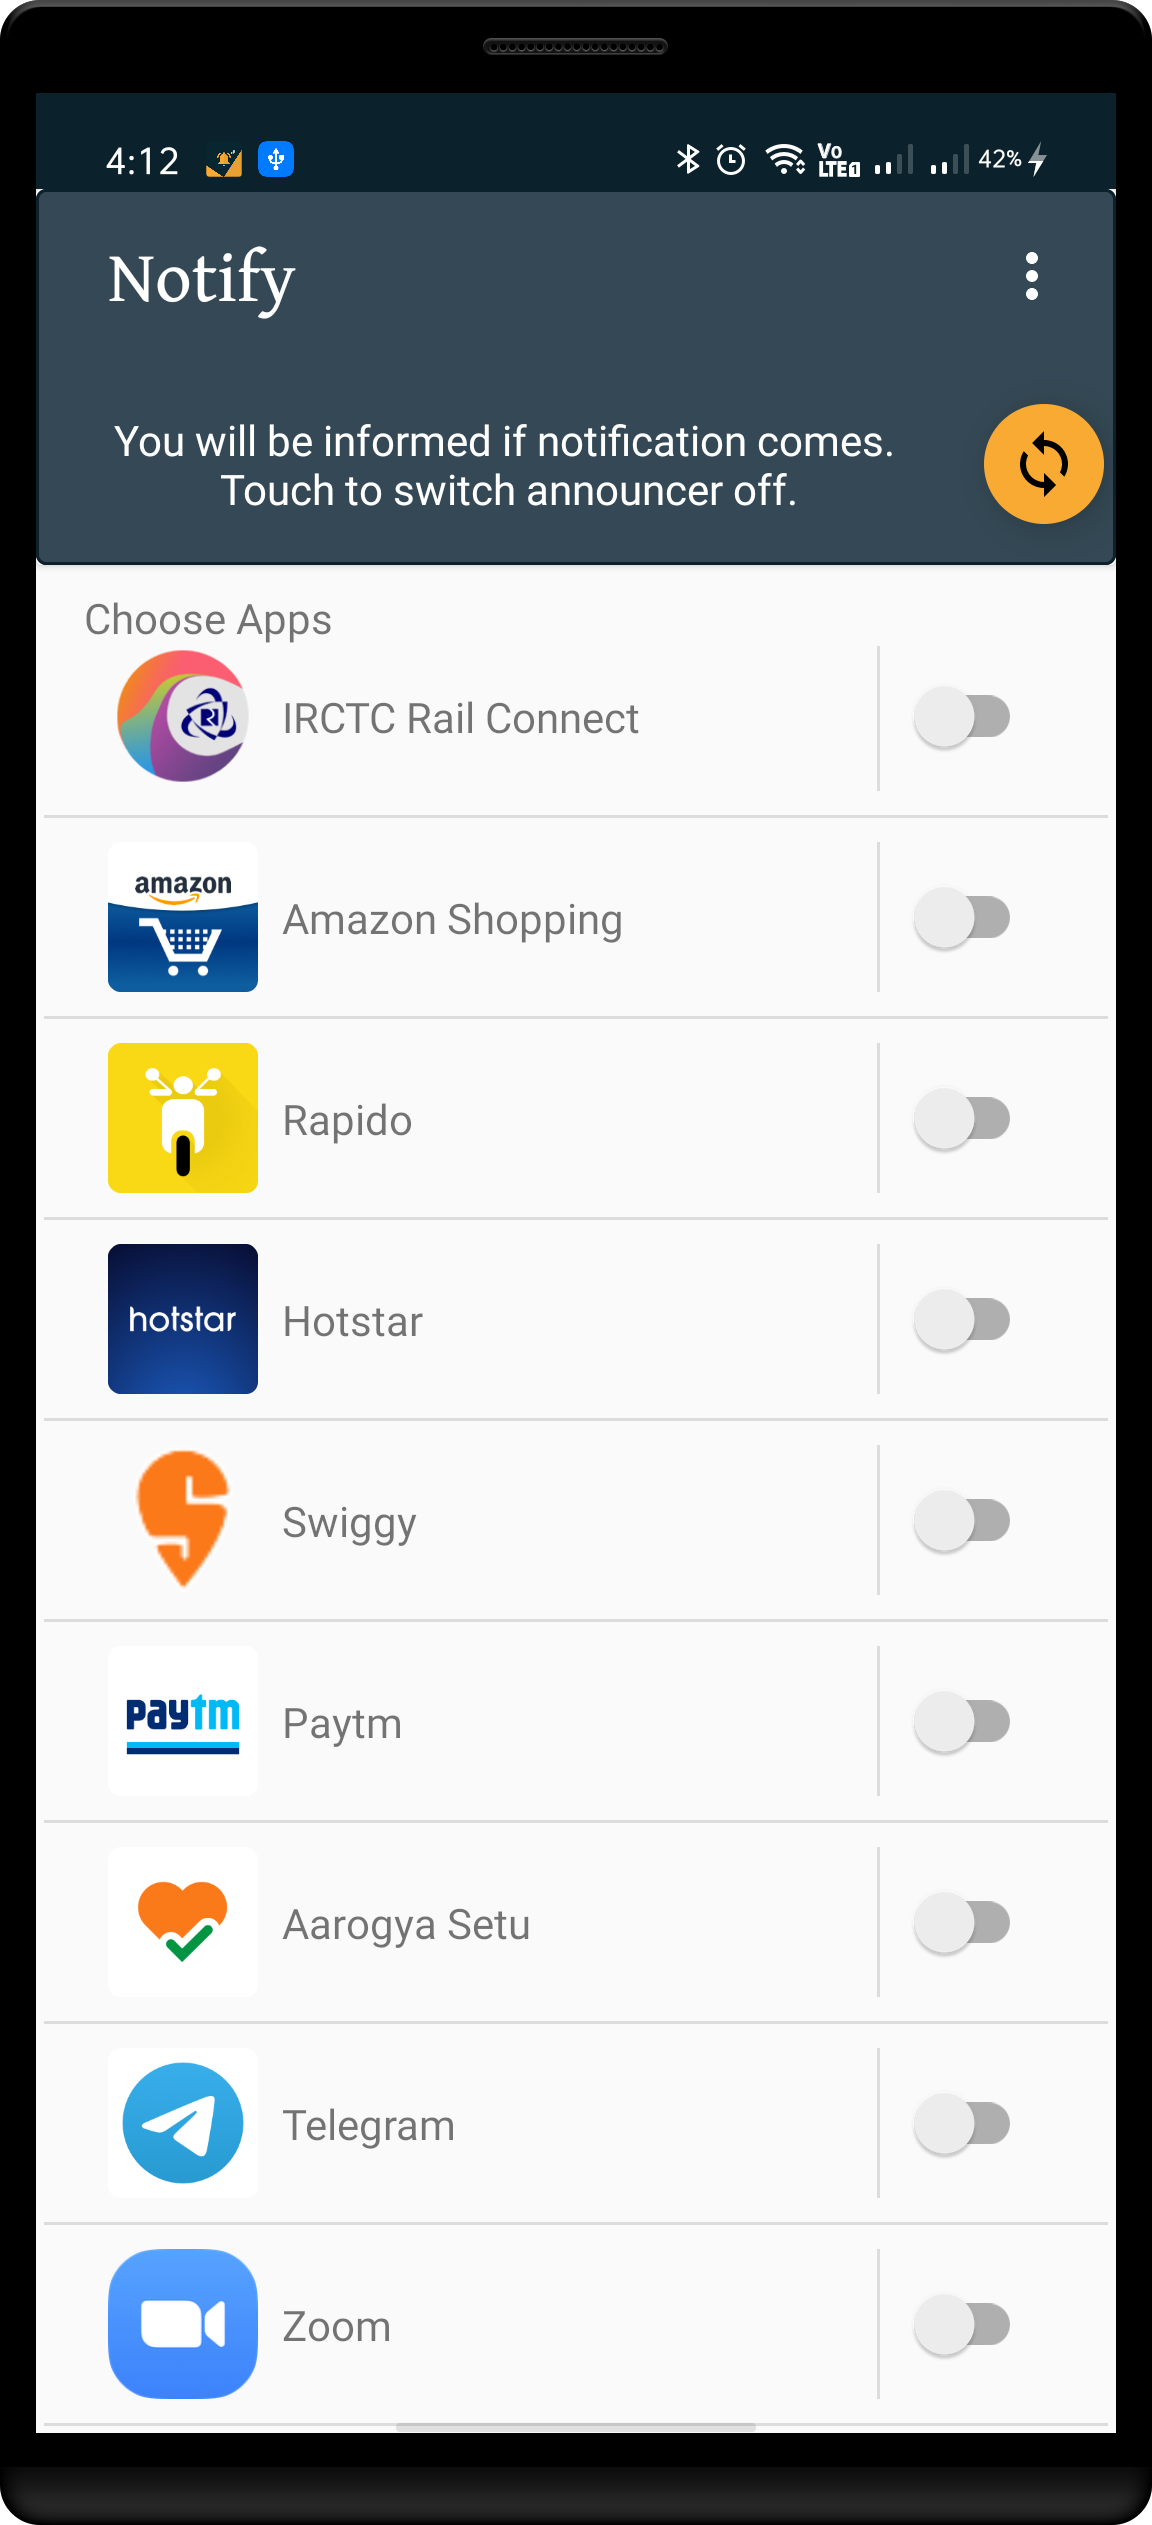 4:12
Vo
LTE1
42%
Notify
You will be informed if notification comes.
Touch to switch announcer off.
Choose Apps
IRCTC Rail Connect
amazon
Amazon Shopping
Rapido
hotstar
Hotstar
Swiggy
paytm
Paytm
Aarogya Setu
Telegram
Zoom